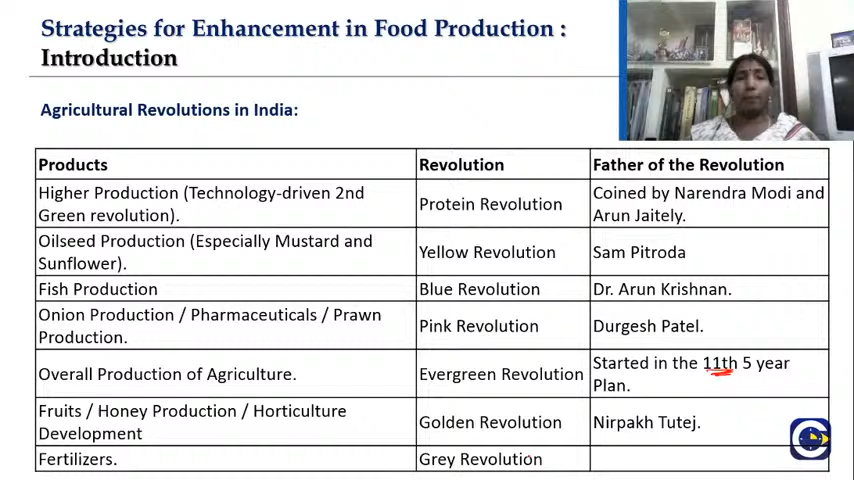 Strategies for Enhancement in Food Production :
Introduction
Agricultural Revolutions in India:
Products Revolution Father of the Revolution
Higher Production (Technology-driven 2nd
Green revolution).
Protein Revolution
Coined by Narendra Modi and
Arun Jaitely.
Oilseed Production (Especially Mustard and
Sunflower).
Yellow Revolution
Sam Pitroda
Fish Production Blue Revolution Dr. Arun Krishnan.
Onion Production / Pharmaceuticals / Prawn
Production.
Pink Revolution
Durgesh Patel.
Overall Production of Agriculture.
Evergreen Revolution
Started in the 11th 5 year
Plan.
Fruits / Honey Production / Horticulture
Development
Golden Revolution
Nirpakh Tutej.
Fertilizers. Grey Revolution